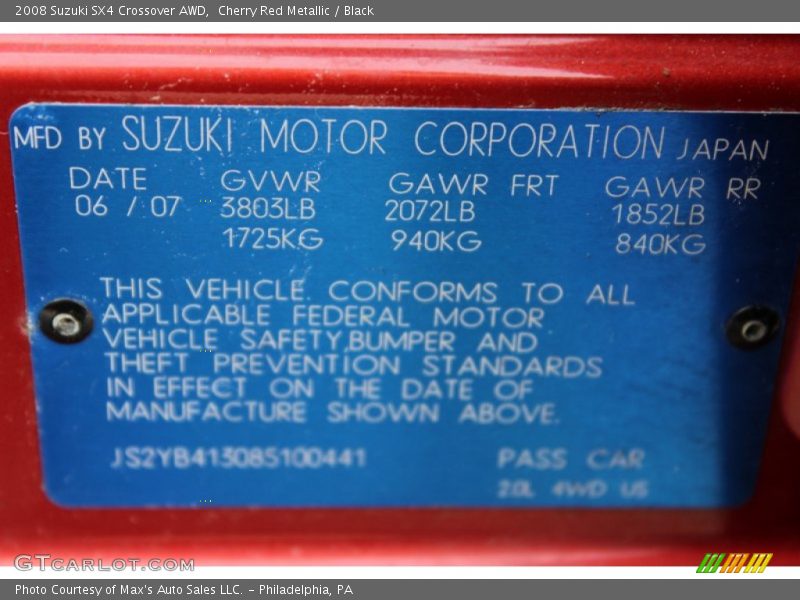 2008 Suzuki SX4 Crossover AWD,  Cherry Red Metallic / Black
MFD BY SUZUKI MOTOR CORPORATION JAPAN
DATE GVWR GAWR FRT GAWR RR
06 / 07 3803LB 2072LB 1852LB
1725KG 940KG 840KG
THIS VEHICLE CONFORMS TO ALL
APPLICABLE FEDERAL MOTOR
VEHICLE SAFETY,BUMPER AND
THEFT PREVENTION STANDARDS
IN EFFECT ON THE DATE OF
MANUFACTURE SHOWN ABOVE.
JS2YB413085100441 PASS CAR
2.0L 4WD US
GTCARLOT.COM
Photo Courtesy of Max's Auto Sales LLC. - Philadelphia, PA